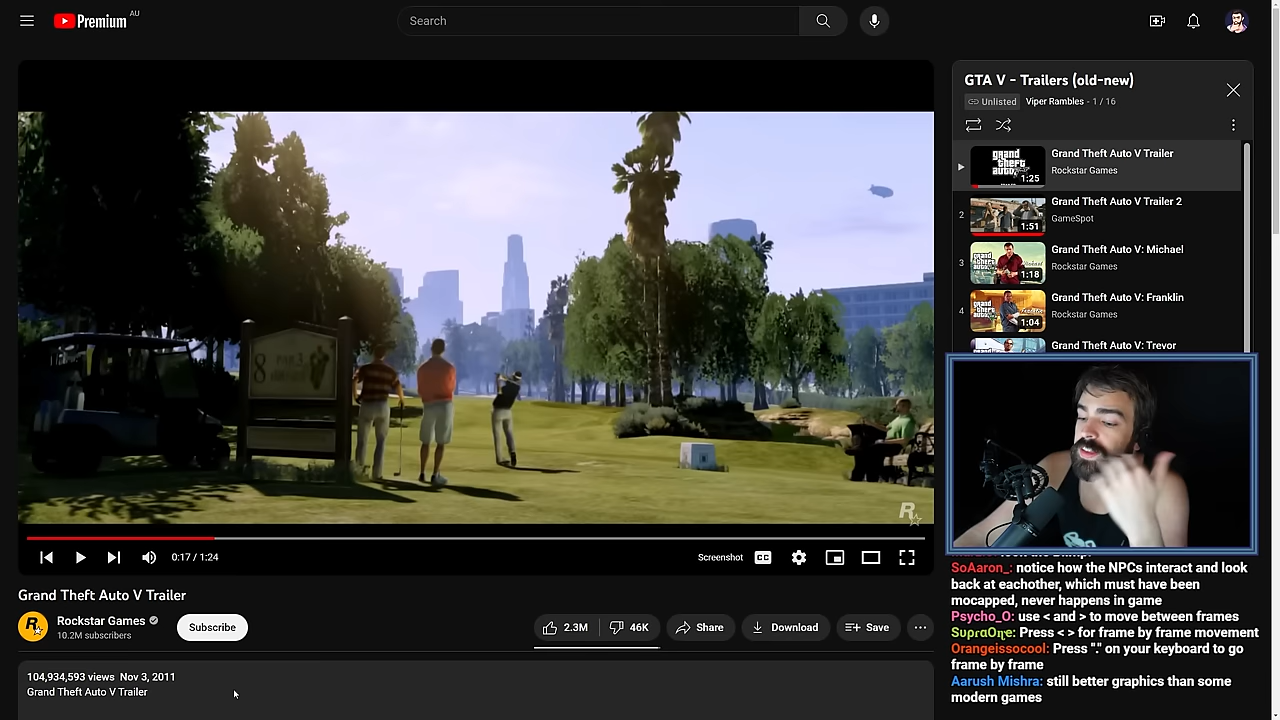 Premium AU
Search
GTA V - Trailers (old-new)
Unlisted Viper Rambles - 1 / 16
grand theft auto V
1:25
Grand Theft Auto V Trailer
Rockstar Games
2
1:51
Grand Theft Auto V Trailer 2
GameSpot
3
1:18
Grand Theft Auto V: Michael
Rockstar Games
4
1:04
Grand Theft Auto V: Franklin
Rockstar Games
Grand Theft Auto V: Trevor
8
R
0:17 / 1:24
Screenshot
CC
Grand Theft Auto V Trailer
Rockstar Games
10.2M subscribers
Subscribe
2.3M
46K
Share
Download
Save
104,934,593 views Nov 3, 2011
Grand Theft Auto V Trailer
SoAaron_: notice how the NPCs interact and look
back at eachother, which must have been
mocapped, never happens in game
Psycho_O: use < and > to move between frames
SυραOɳҽ: Press < > for frame by frame movement
Orangeissocool: Press "." on your keyboard to go
frame by frame
Aarush Mishra: still better graphics than some
modern games